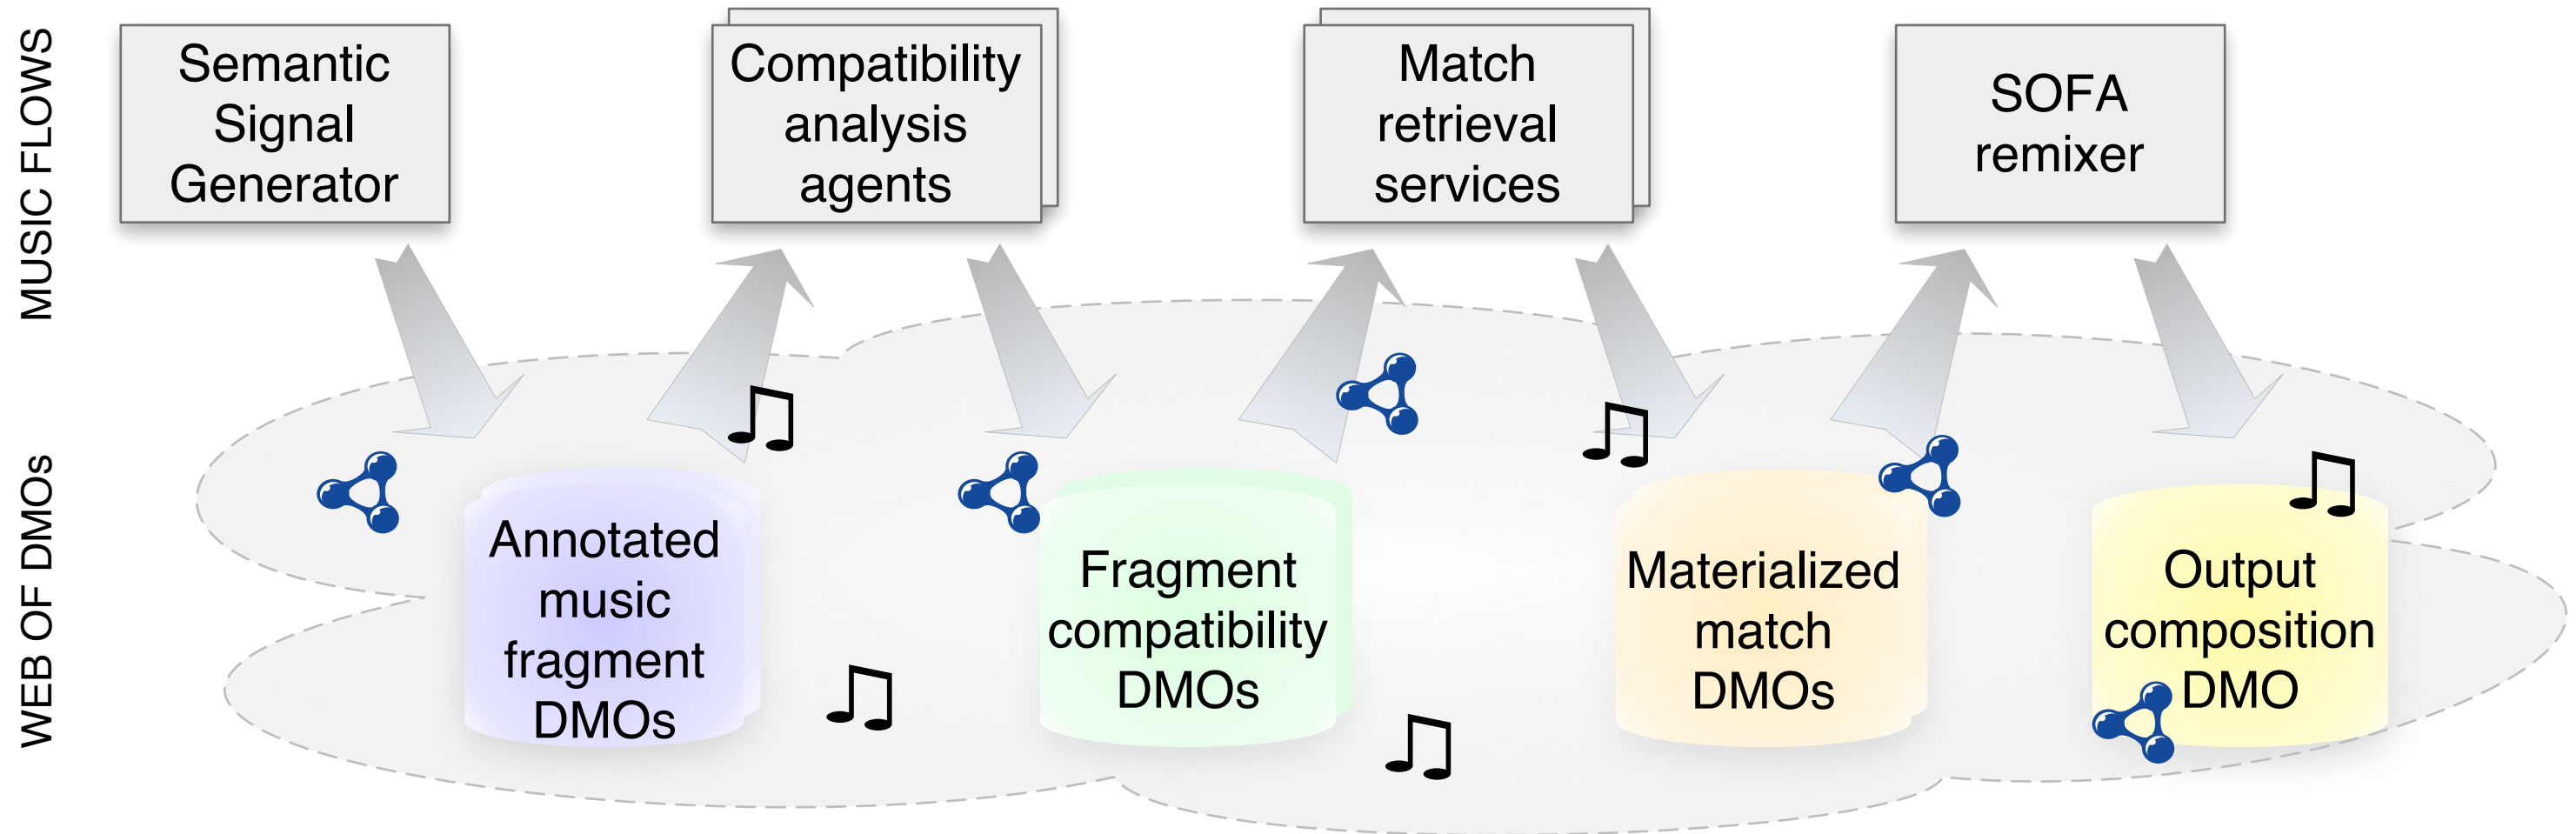 MUSIC FLOWS
Semantic
Signal
Generator
Compatibility
analysis
agents
Match
retrieval
services
SOFA
remixer
WEB OF DMOs
Annotated
music
fragment
DMOs
Fragment
compatibility
DMOs
Materialized
match
DMOs
Output
composition
DMO